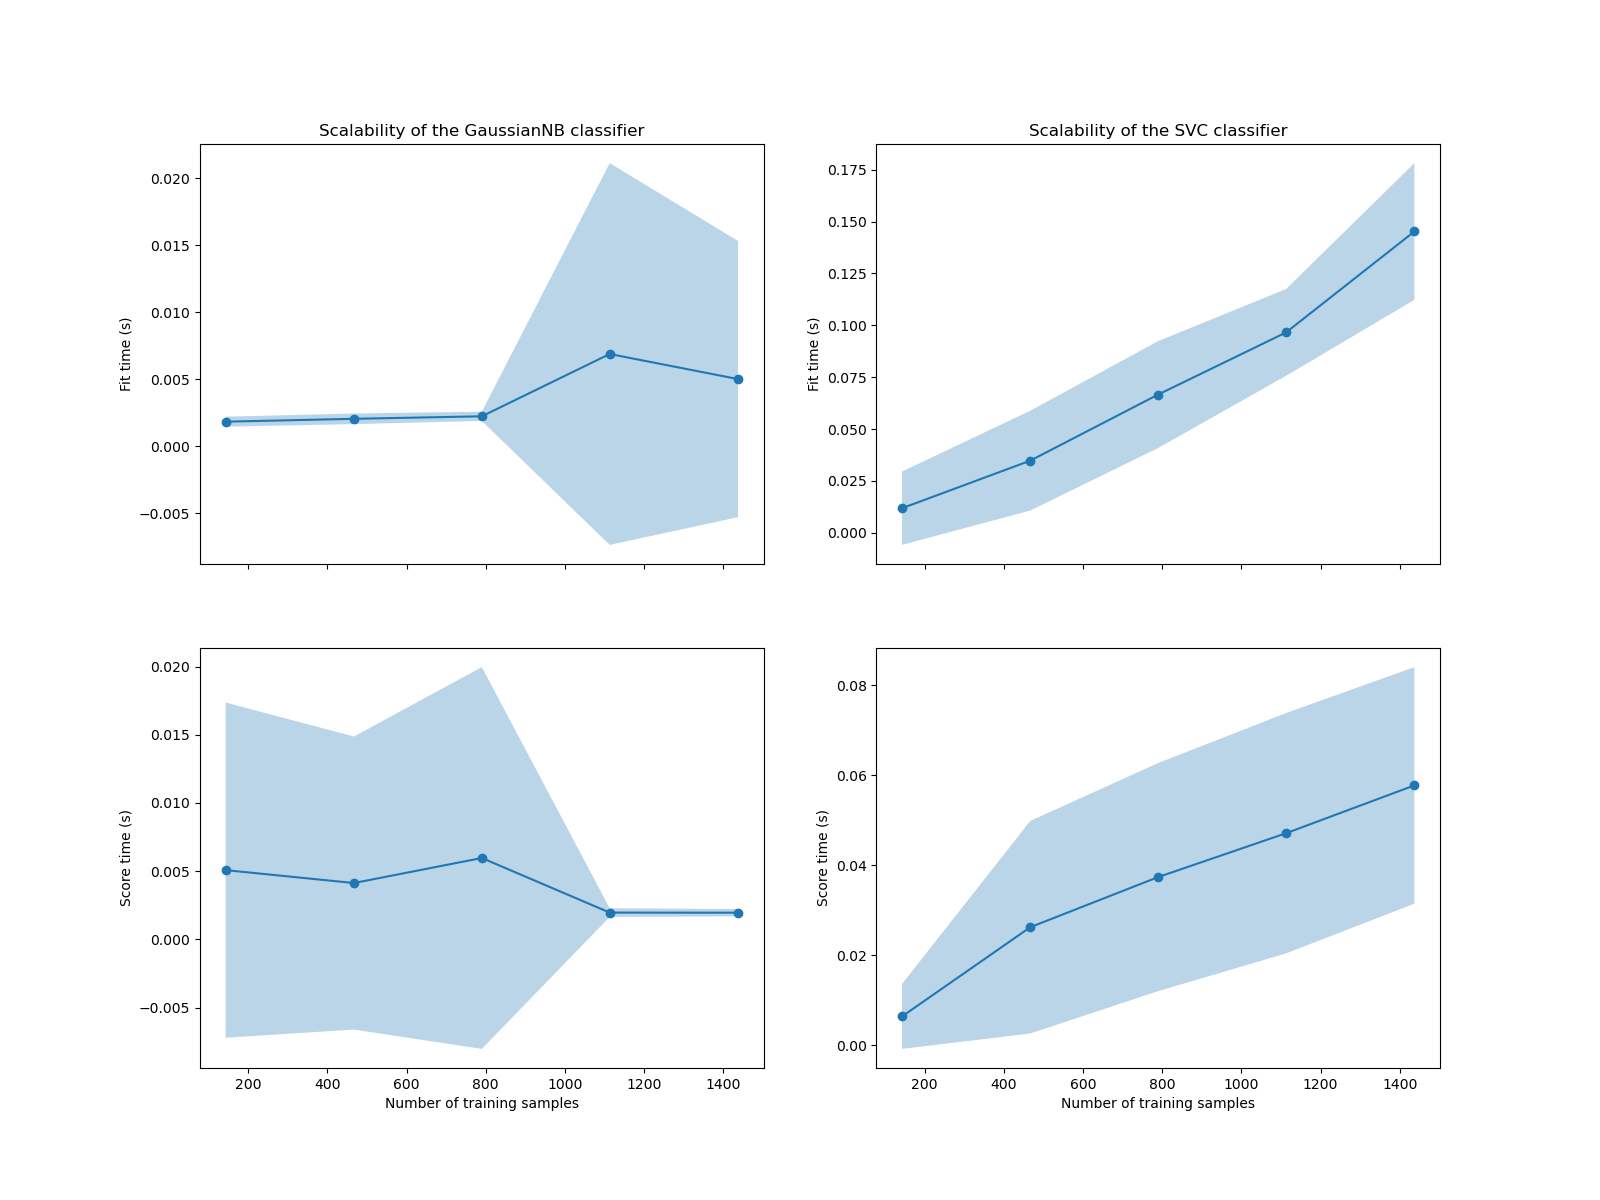 Scalability of the GaussianNB classifier
0.020
0.015
0.010
0.005
0.000
−0.005
Fit time (s)
Scalability of the SVC classifier
0.175
0.150
0.125
0.100
0.075
0.050
0.025
0.000
Fit time (s)
0.020
0.015
0.010
0.005
0.000
−0.005
Score time (s)
200 400 600 800 1000 1200 1400
Number of training samples
0.08
0.06
0.04
0.02
0.00
Score time (s)
200 400 600 800 1000 1200 1400
Number of training samples